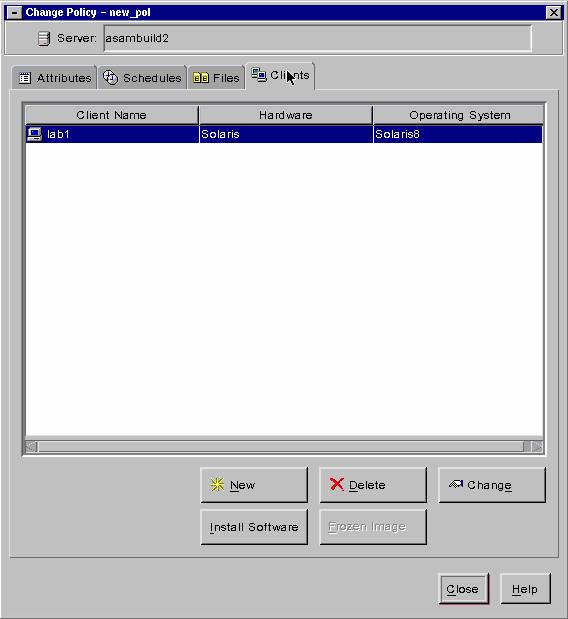 Change Policy – new_pol
Server: asambuild2
Attributes Schedules Files Clients
Client Name Hardware Operating System
lab1 Solaris Solaris8
New Delete Change
Install Software Frozen Image
Close Help